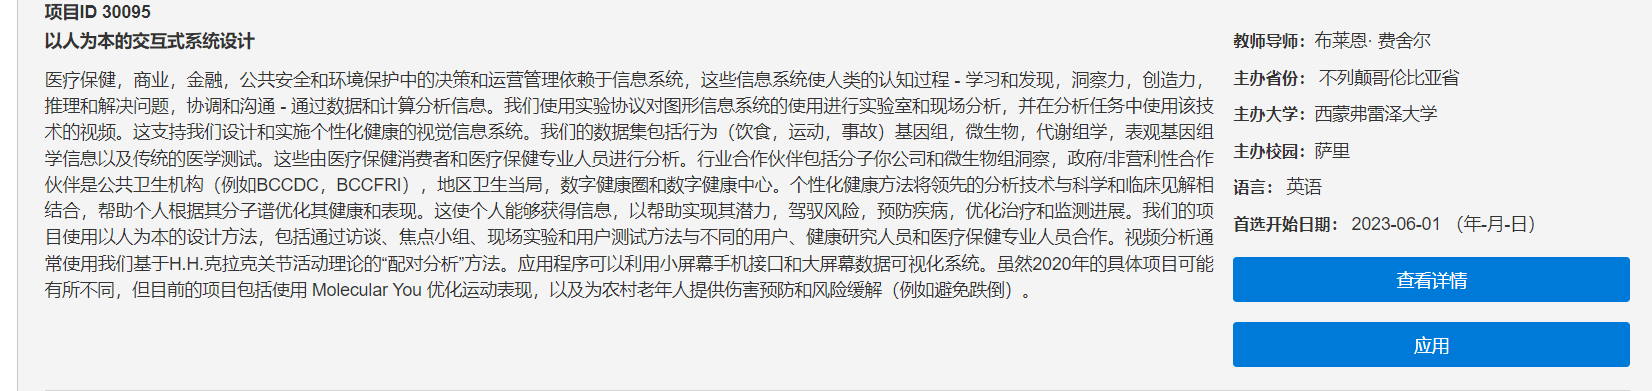 项目ID 30095
以人为本的交互式系统设计
医疗保健，商业，金融，公共安全和环境保护中的决策和运营管理依赖于信息系统，这些信息系统使人类的认知过程 - 学习和发现，洞察力，创造力，
推理和解决问题，协调和沟通 - 通过数据和计算分析信息。我们使用实验协议对图形信息系统的使用进行实验室和现场分析，并在分析任务中使用该技
术的视频。这支持我们设计和实施个性化健康的视觉信息系统。我们的数据集包括行为（饮食，运动，事故）基因组，微生物，代谢组学，表观基因组
学信息以及传统的医学测试。这些由医疗保健消费者和医疗保健专业人员进行分析。行业合作伙伴包括分子你公司和微生物组洞察，政府/非营利性合作
伙伴是公共卫生机构（例如BCCDC，BCCFRI），地区卫生当局，数字健康圈和数字健康中心。个性化健康方法将领先的分析技术与科学和临床见解相
结合，帮助个人根据其分子谱优化其健康和表现。这使个人能够获得信息，以帮助实现其潜力，驾驭风险，预防疾病，优化治疗和监测进展。我们的项
目使用以人为本的设计方法，包括通过访谈、焦点小组、现场实验和用户测试方法与不同的用户、健康研究人员和医疗保健专业人员合作。视频分析通
常使用我们基于H.H.克拉克关节活动理论的“配对分析”方法。应用程序可以利用小屏幕手机接口和大屏幕数据可视化系统。虽然2020年的具体项目可能
有所不同，但目前的项目包括使用 Molecular You 优化运动表现，以及为农村老年人提供伤害预防和风险缓解（例如避免跌倒）。
教师导师： 布莱恩· 费舍尔
主办省份： 不列颠哥伦比亚省
主办大学： 西蒙弗雷泽大学
主办校园： 萨里
语言： 英语
首选开始日期： 2023-06-01 （年-月-日）
查看详情
应用